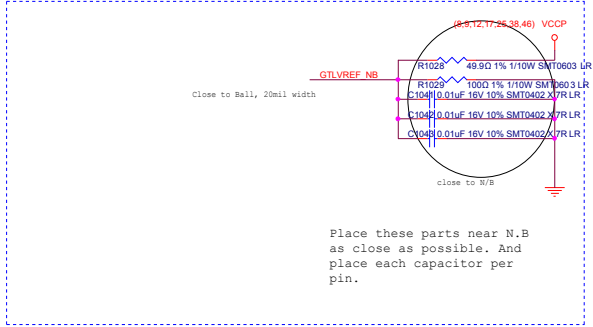 (8,9,12,17,25,38,46) VCCP
R1028 49.9Ω 1% 1/10W SMT0603 LR
GTLVREF_NB
R1029 100Ω 1% 1/10W SMT0603 LR
Close to Ball, 20mil width
C1041 0.01uF 16V 10% SMT0402 X7R LR
C1042 0.01uF 16V 10% SMT0402 X7R LR
C1043 0.01uF 16V 10% SMT0402 X7R LR
close to N/B
Place these parts near N.B
as close as possible. And
place each capacitor per
pin.